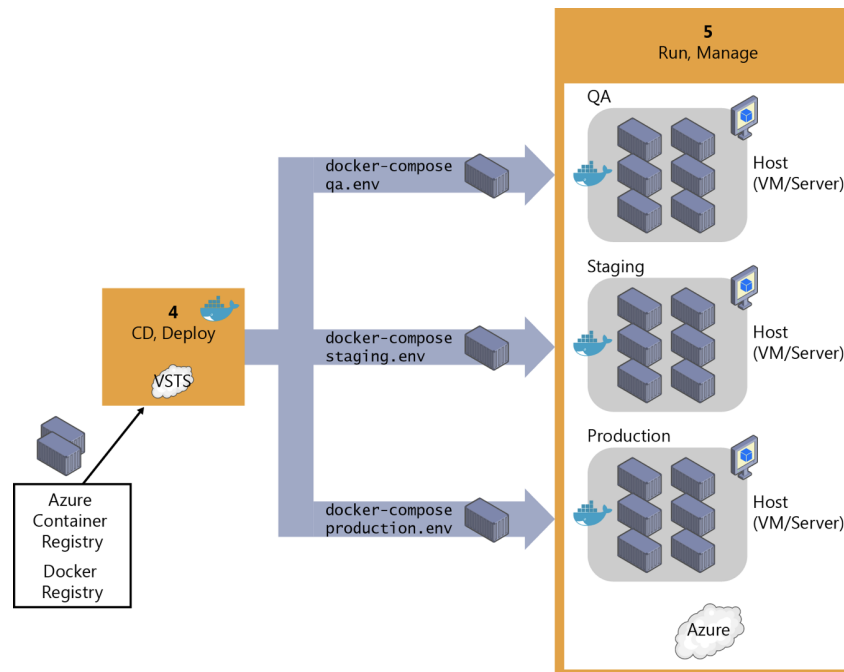 5
Run, Manage
QA
docker-compose
qa.env
Host
(VM/Server)
Staging
4
CD, Deploy
VSTS
docker-compose
staging.env
Host
(VM/Server)
Production
Azure
Container
Registry
Docker
Registry
docker-compose
production.env
Host
(VM/Server)
Azure